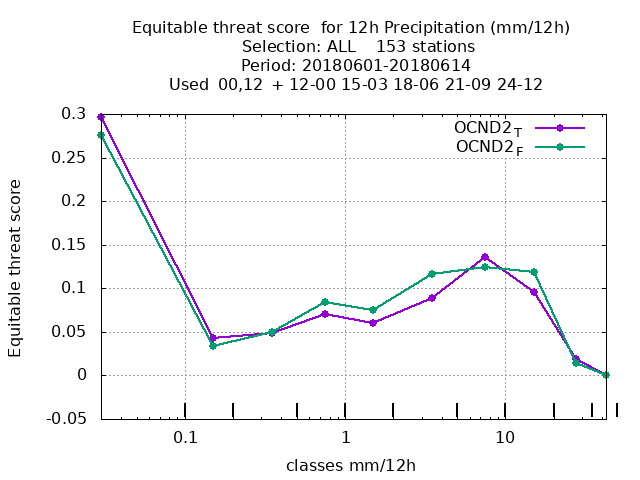 Equitable threat score  for 12h Precipitation (mm/12h)
Selection: ALL    153 stations
Period: 20180601-20180614
Used  00,12  + 12-00 15-03 18-06 21-09 24-12
OCND2_T
OCND2_F
Equitable threat score
0.3
0.25
0.2
0.15
0.1
0.05
0
-0.05
0.1 1 10
classes mm/12h